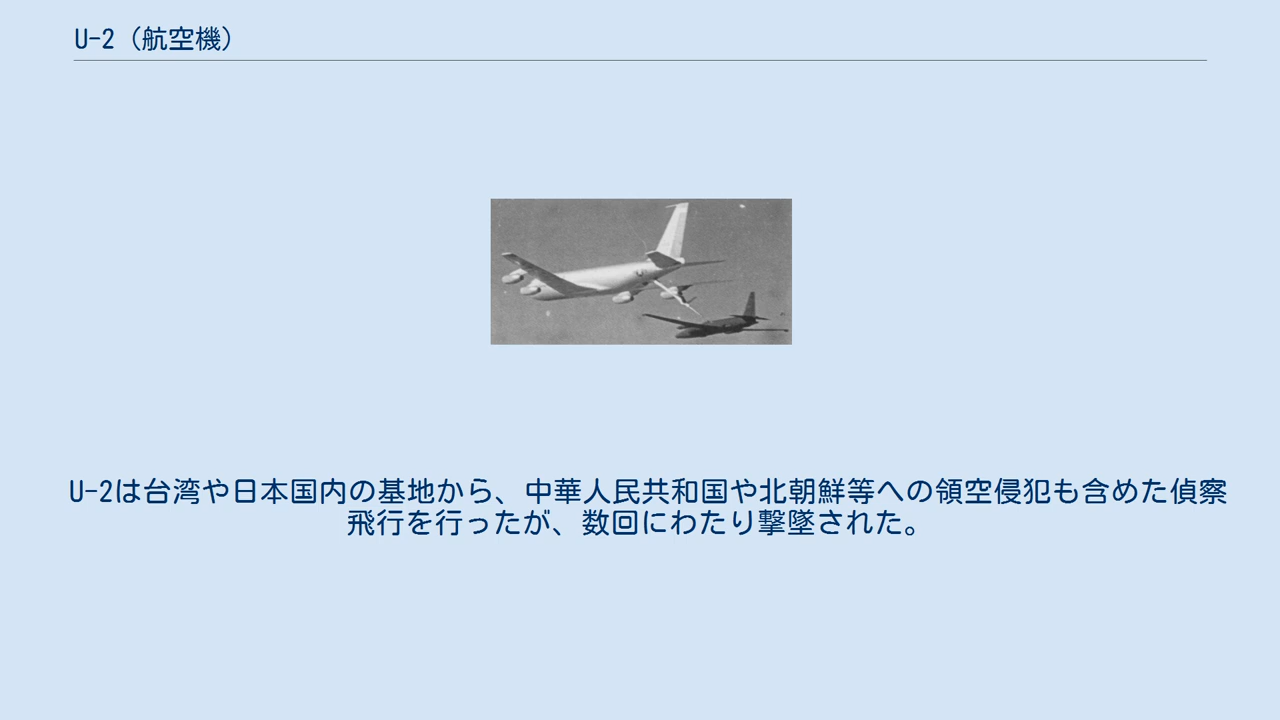 U-2（航空機）
U-2は台湾や日本国内の基地から、中華人民共和国や北朝鮮等への領空侵犯も含めた偵察
飛行を行ったが、数回にわたり撃墜された。